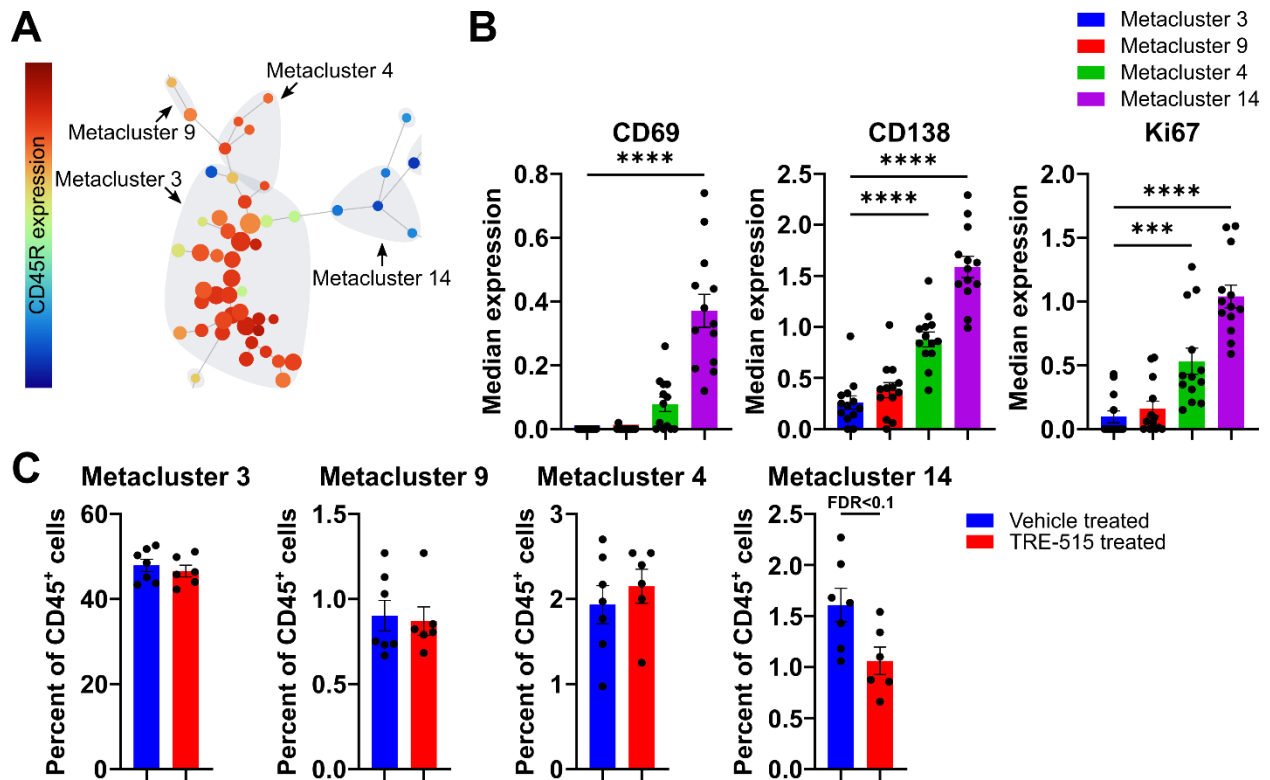 A
CD45R expression
Metacluster 4
Metacluster 9
Metacluster 3
Metacluster 14
B
Metacluster 3
Metacluster 9
Metacluster 4
Metacluster 14
CD69
****
Median expression
0.8
0.6
0.4
0.2
0.0
CD138
****
****
Median expression
2.5
2.0
1.5
1.0
0.5
0.0
Ki67
****
***
Median expression
2.0
1.5
1.0
0.5
0.0
C
Metacluster 3
Percent of CD45⁺ cells
60
40
20
0
Metacluster 9
Percent of CD45⁺ cells
1.5
1.0
0.5
0.0
Metacluster 4
Percent of CD45⁺ cells
4
3
2
1
0
Metacluster 14
FDR<0.1
Percent of CD45⁺ cells
2.5
2.0
1.5
1.0
0.5
0.0
Vehicle treated
TRE-515 treated